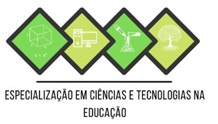 ESPECIALIZAÇÃO EM CIÊNCIAS E TECNOLOGIAS NA
EDUCAÇÃO